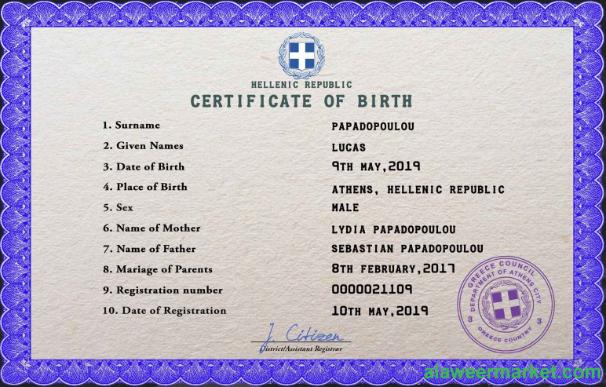 HELLENIC REPUBLIC
CERTIFICATE OF BIRTH
1. Surname PAPADOPOULOU
2. Given Names LUCAS
3. Date of Birth 9TH MAY,2019
4. Place of Birth ATHENS, HELLENIC REPUBLIC
5. Sex MALE
6. Name of Mother LYDIA PAPADOPOULOU
7. Name of Father SEBASTIAN PAPADOPOULOU
8. Mariage of Parents 8TH FEBRUARY,2017
9. Registration number 0000021109
10. Date of Registration 10TH MAY,2019
J. Citizen
District/Assistant Registrar
GREECE COUNCIL
DEPARTMENT OF ATHENS CITY
3 3
GREECE COUNTRY
alaweermarket.com